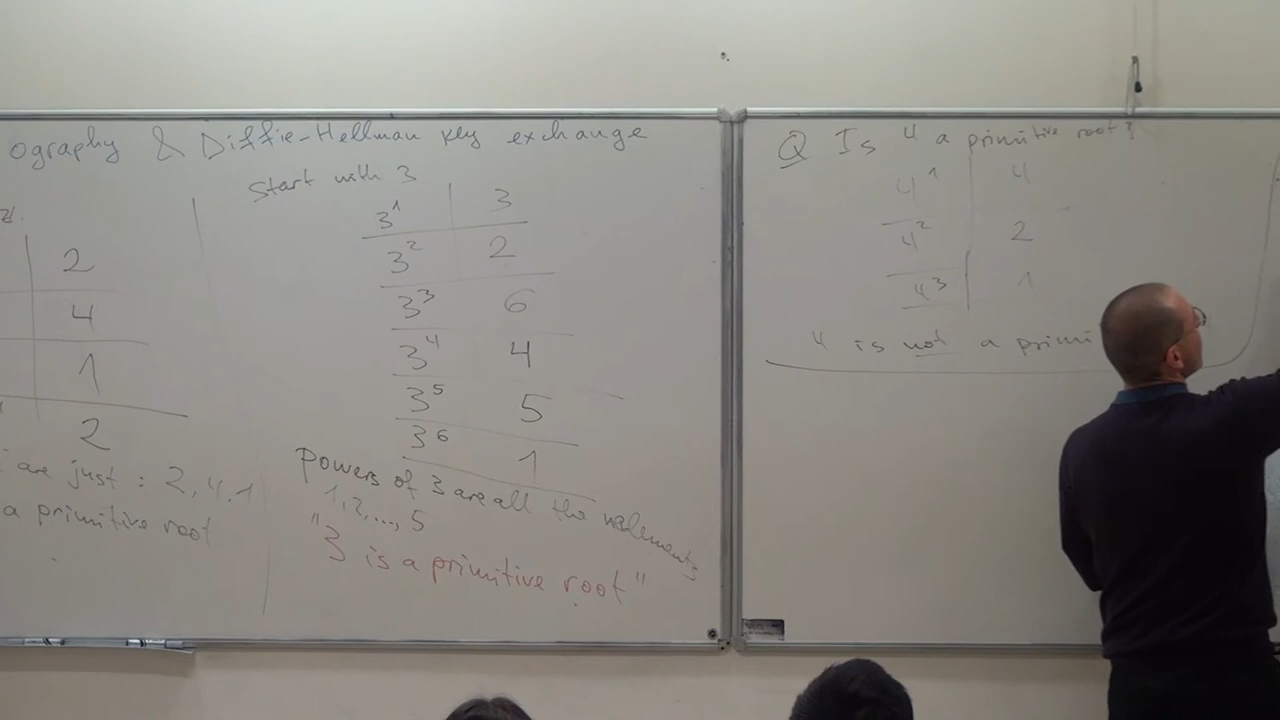 ography & Diffie-Hellman key exchange
2
4
1
2
are just : 2, 4, 1
a primitive root
Start with 3
3^1 3
3^2 2
3^3 6
3^4 4
3^5 5
3^6 1
Powers of 3 are all the
1, 2, ..., 5
"3 is a primitive root"
Q Is 4 a primitive root?
4^1 4
4^2 2
4^3 1
4 is not a primi